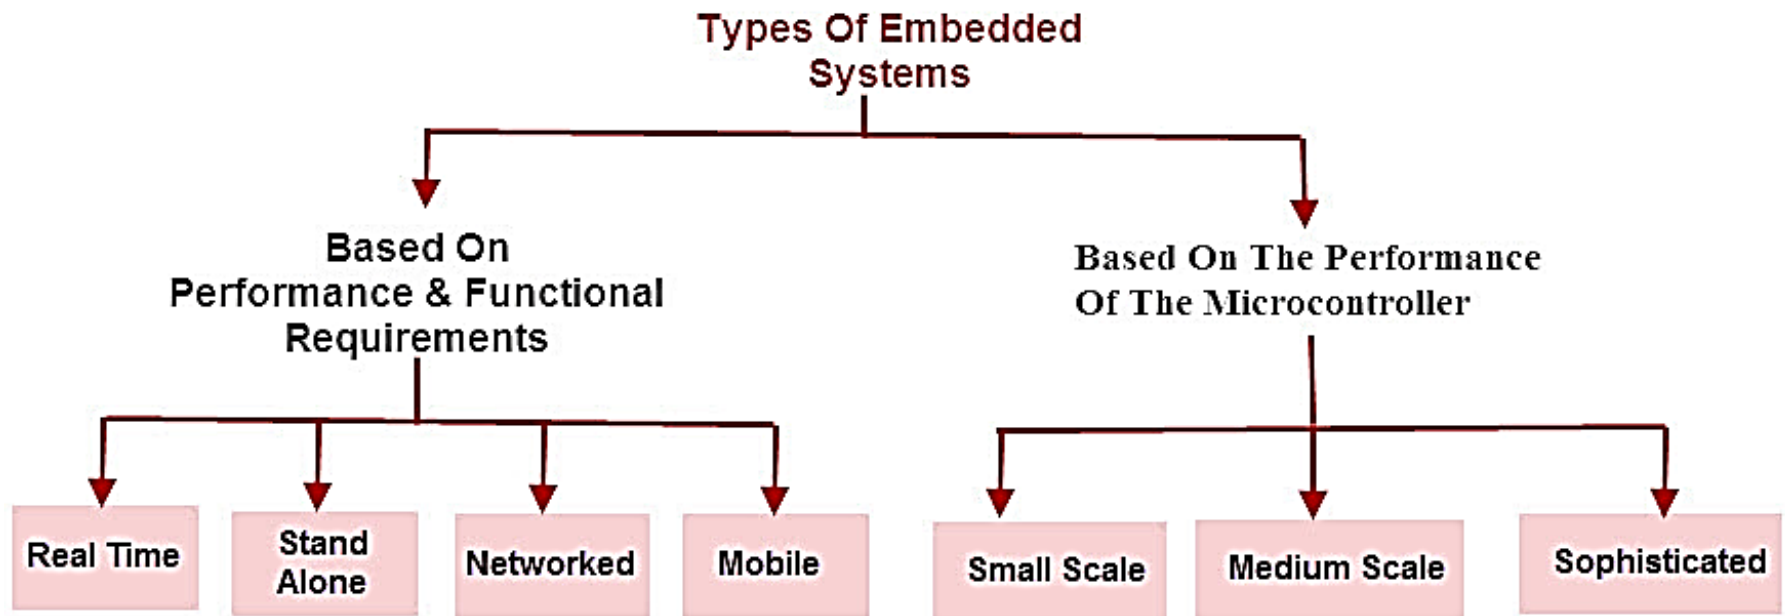 Types Of Embedded
Systems
Based On
Performance & Functional
Requirements
Based On The Performance
Of The Microcontroller
Real Time
Stand
Alone
Networked
Mobile
Small Scale
Medium Scale
Sophisticated